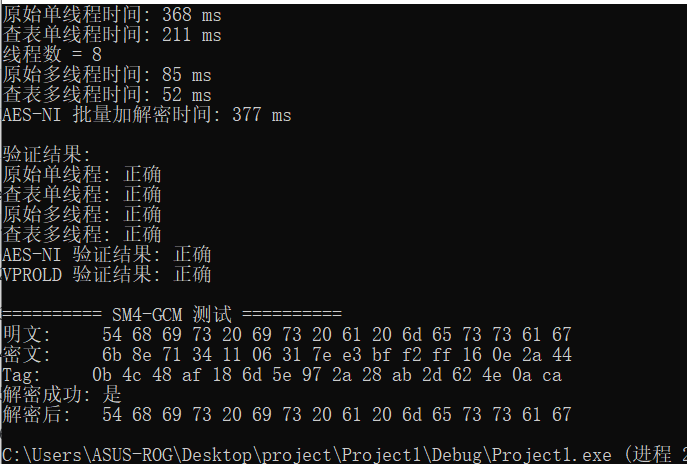 原始单线程时间: 368 ms
查表单线程时间: 211 ms
线程数 = 8
原始多线程时间: 85 ms
查表多线程时间: 52 ms
AES-NI 批量加解密时间: 377 ms
验证结果:
原始单线程: 正确
查表单线程: 正确
原始多线程: 正确
查表多线程: 正确
AES-NI 验证结果: 正确
VPROLD 验证结果: 正确
========== SM4-GCM 测试 ==========
明文: 54 68 69 73 20 69 73 20 61 20 6d 65 73 73 61 67
密文: 6b 8e 71 34 11 06 31 7e e3 bf f2 ff 16 0e 2a 44
Tag: 0b 4c 48 af 18 6d 5e 97 2a 28 ab 2d 62 4e 0a ca
解密成功: 是
解密后: 54 68 69 73 20 69 73 20 61 20 6d 65 73 73 61 67
C:\Users\ASUS-ROG\Desktop\project\Project1\Debug\Project1.exe (进程 2